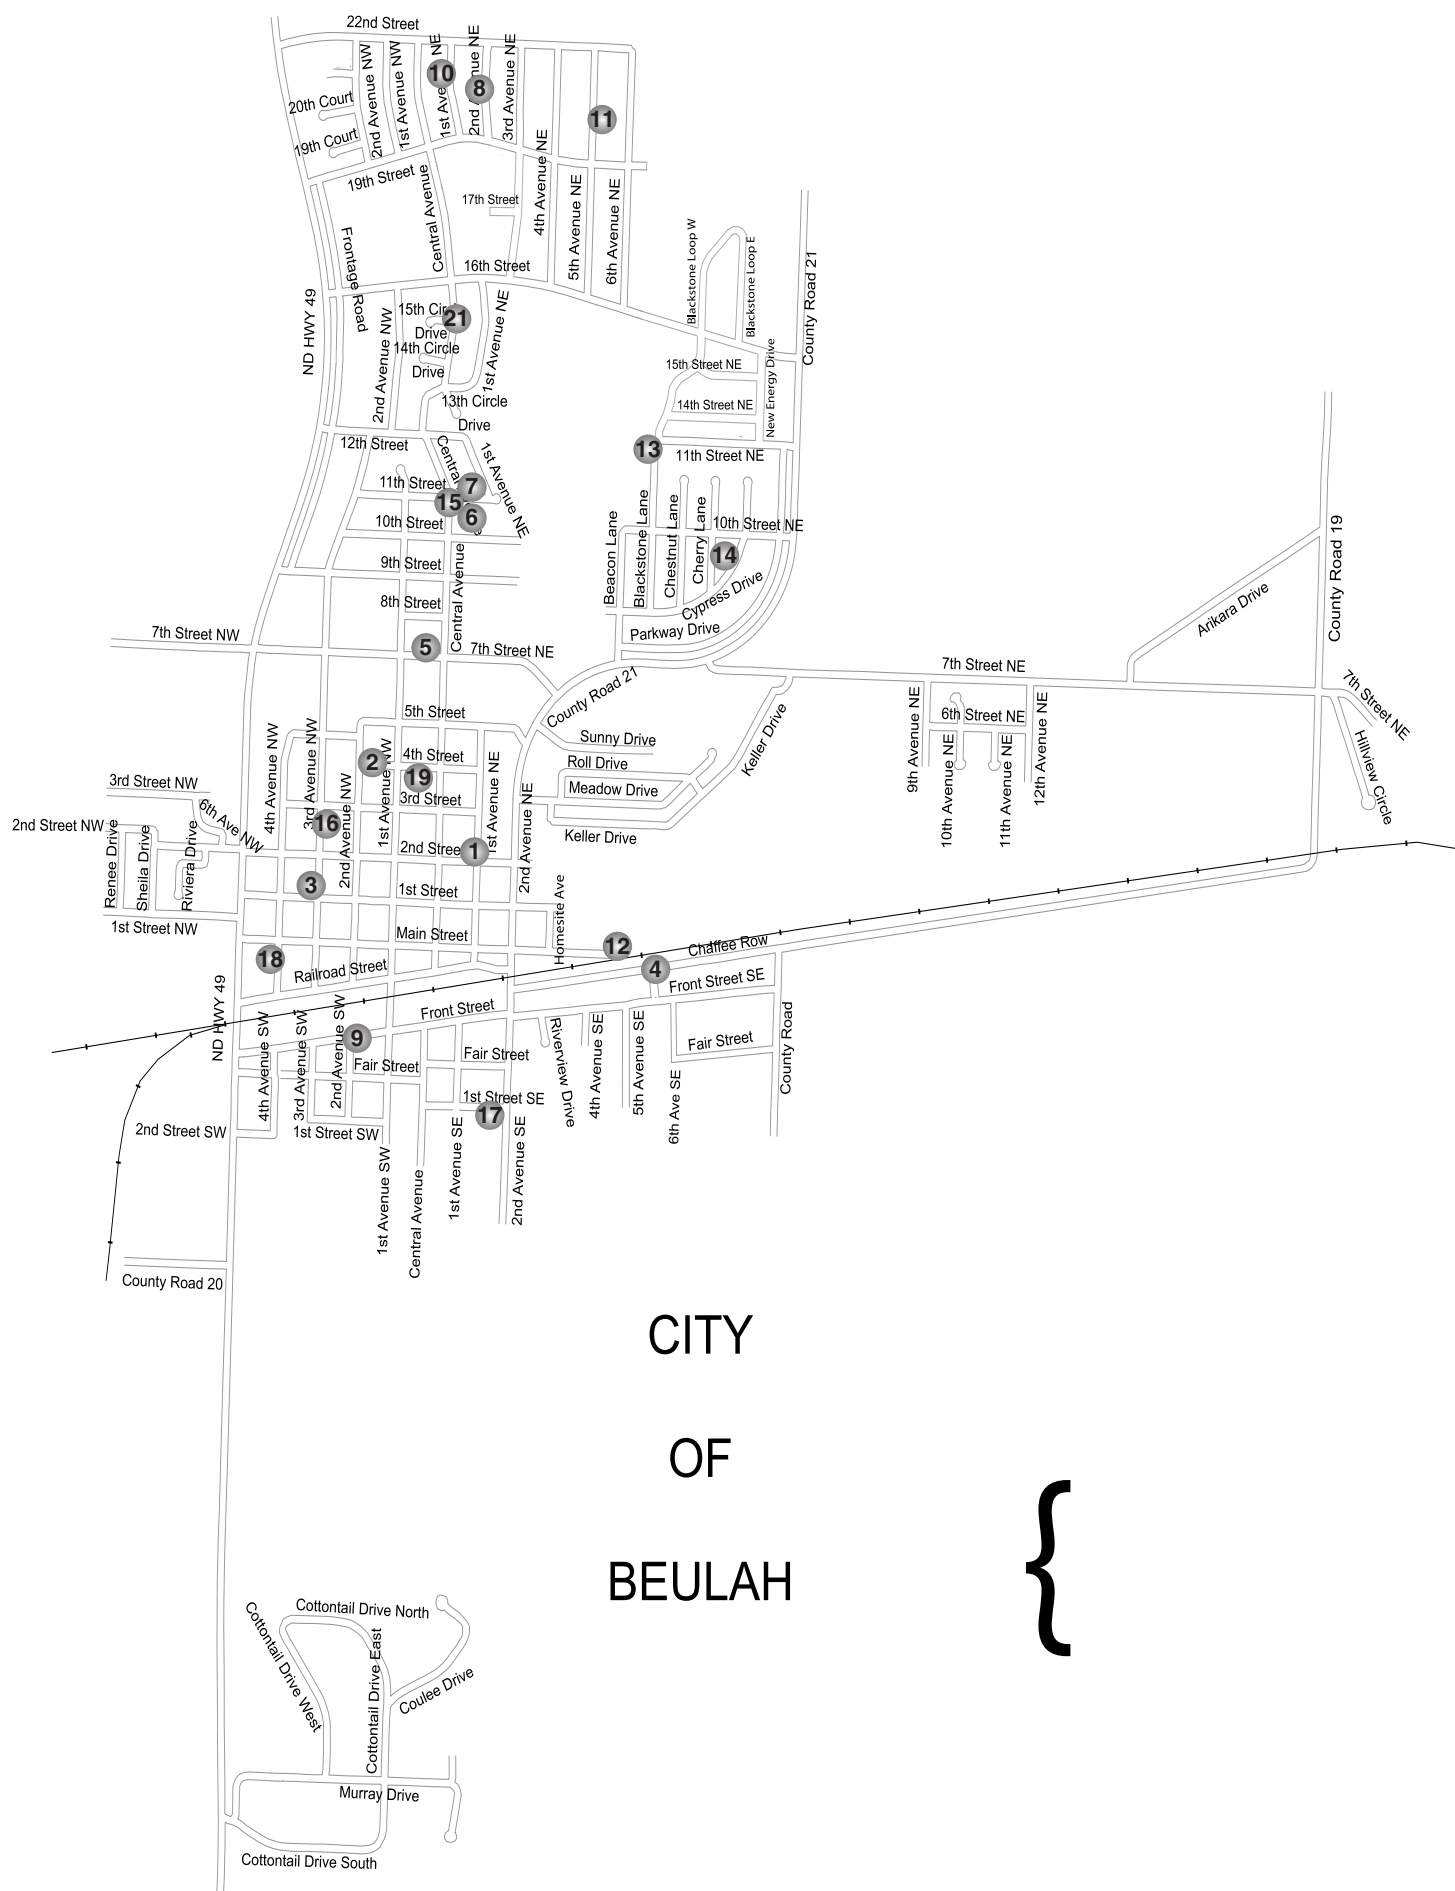 22nd Street
2nd Avenue NW
1st Avenue NW
10
8
3rd Avenue NE
11
20th Court
19th Court
19th Street
Central Avenue
17th Street
4th Avenue NE
5th Avenue NE
6th Avenue NE
16th Street
Frontage Road
ND HWY 49
21
Drive
14th Circle
Drive
2nd Avenue NW
1st Avenue NE
13th Circle
Drive
Blackstone Loop W
Blackstone Loop E
County Road 21
15th Street NE
14th Street NE
New Energy Drive
13
11th Street NE
12th Street
Central
1st Avenue NE
11th Street
7
15
6
10th Street
9th Street
8th Street
Central Avenue
Beacon Lane
Blackstone Lane
Chestnut Lane
Cherry Lane
10th Street NE
14
Cypress Drive
Parkway Drive
Arikara Drive
County Road 19
7th Street NW
5
7th Street NE
County Road 21
7th Street NE
7th Street NE
9th Avenue NE
6th Street NE
10th Avenue NE
11th Avenue NE
12th Avenue NE
Hillview Circle
5th Street
4th Street
2
19
3rd Street
4th Avenue NW
3rd Avenue NW
2nd Avenue NW
1st Avenue NW
1st Avenue NE
2nd Avenue NE
Sunny Drive
Roll Drive
Meadow Drive
Keller Drive
Keller Drive
3rd Street NW
6th Ave NW
2nd Street NW
Renee Drive
Sheila Drive
Riviera Drive
1st Street NW
16
1
3
1st Street
Main Street
Homesite Ave
12
18
Railroad Street
4
Chaffee Row
Front Street SE
ND HWY 49
Front Street
9
Fair Street
Fair Street
Fair Street
4th Avenue SW
3rd Avenue SW
2nd Avenue SW
Riverview Drive
4th Avenue SE
5th Avenue SE
6th Ave SE
County Road
1st Street SE
17
2nd Street SW
1st Street SW
1st Avenue SW
Central Avenue
1st Avenue SE
2nd Avenue SE
County Road 20
CITY
OF
BEULAH
{
Cottontail Drive North
Cottontail Drive West
Cottontail Drive East
Coulee Drive
Murray Drive
Cottontail Drive South